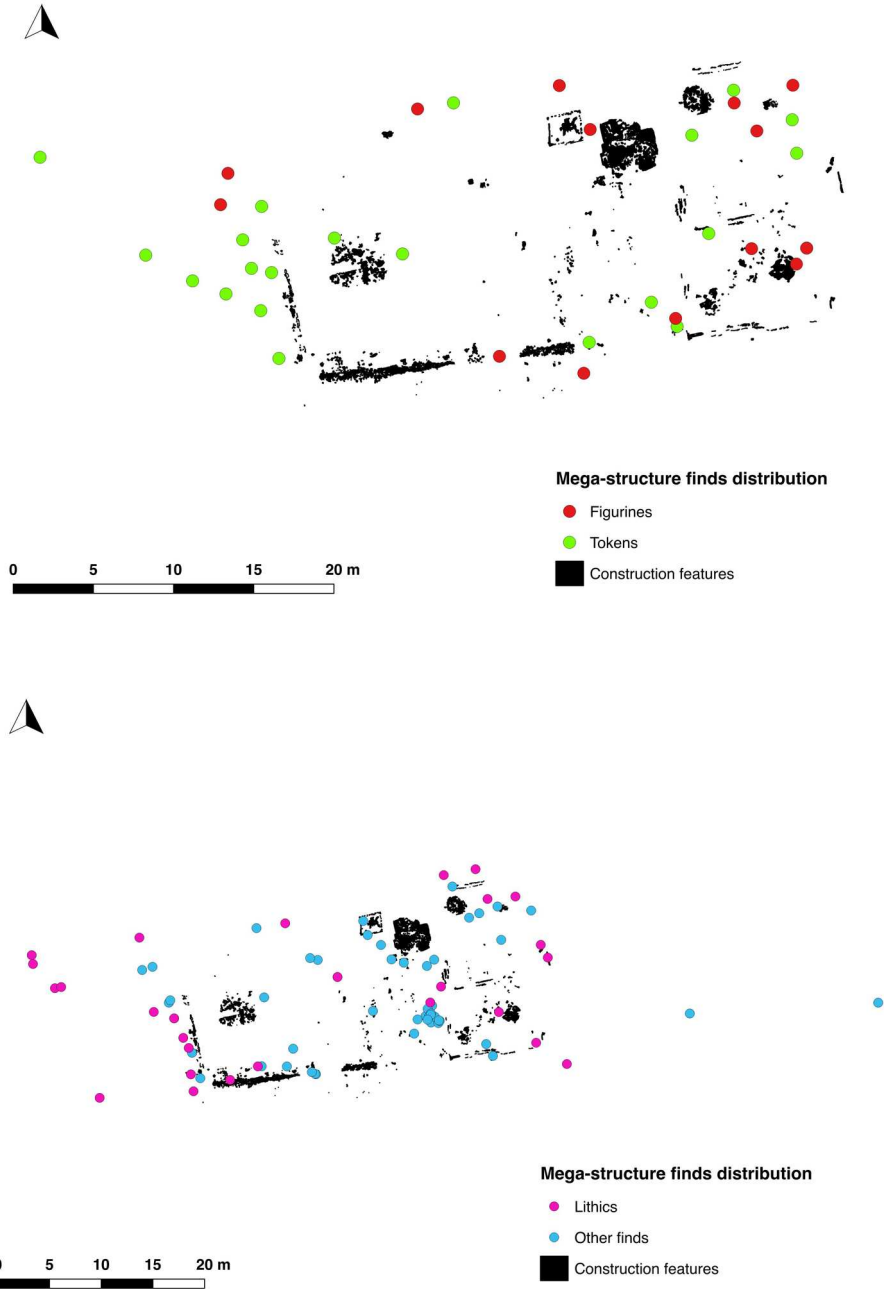 Mega-structure finds distribution
Figurines
Tokens
Construction features
0 5 10 15 20 m
Mega-structure finds distribution
Lithics
Other finds
Construction features
5 10 15 20 m